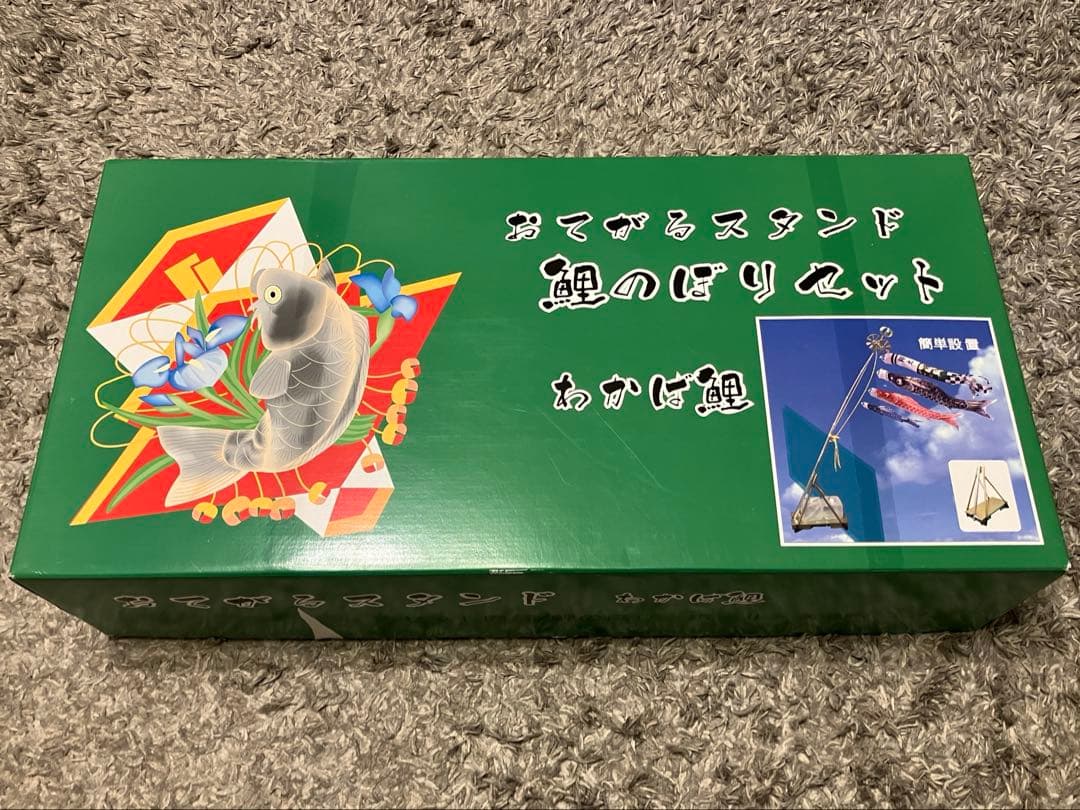 おてがるスタンド
鯉のぼりセット
わかば鯉
簡単設置
おてがるスタンド わかば鯉